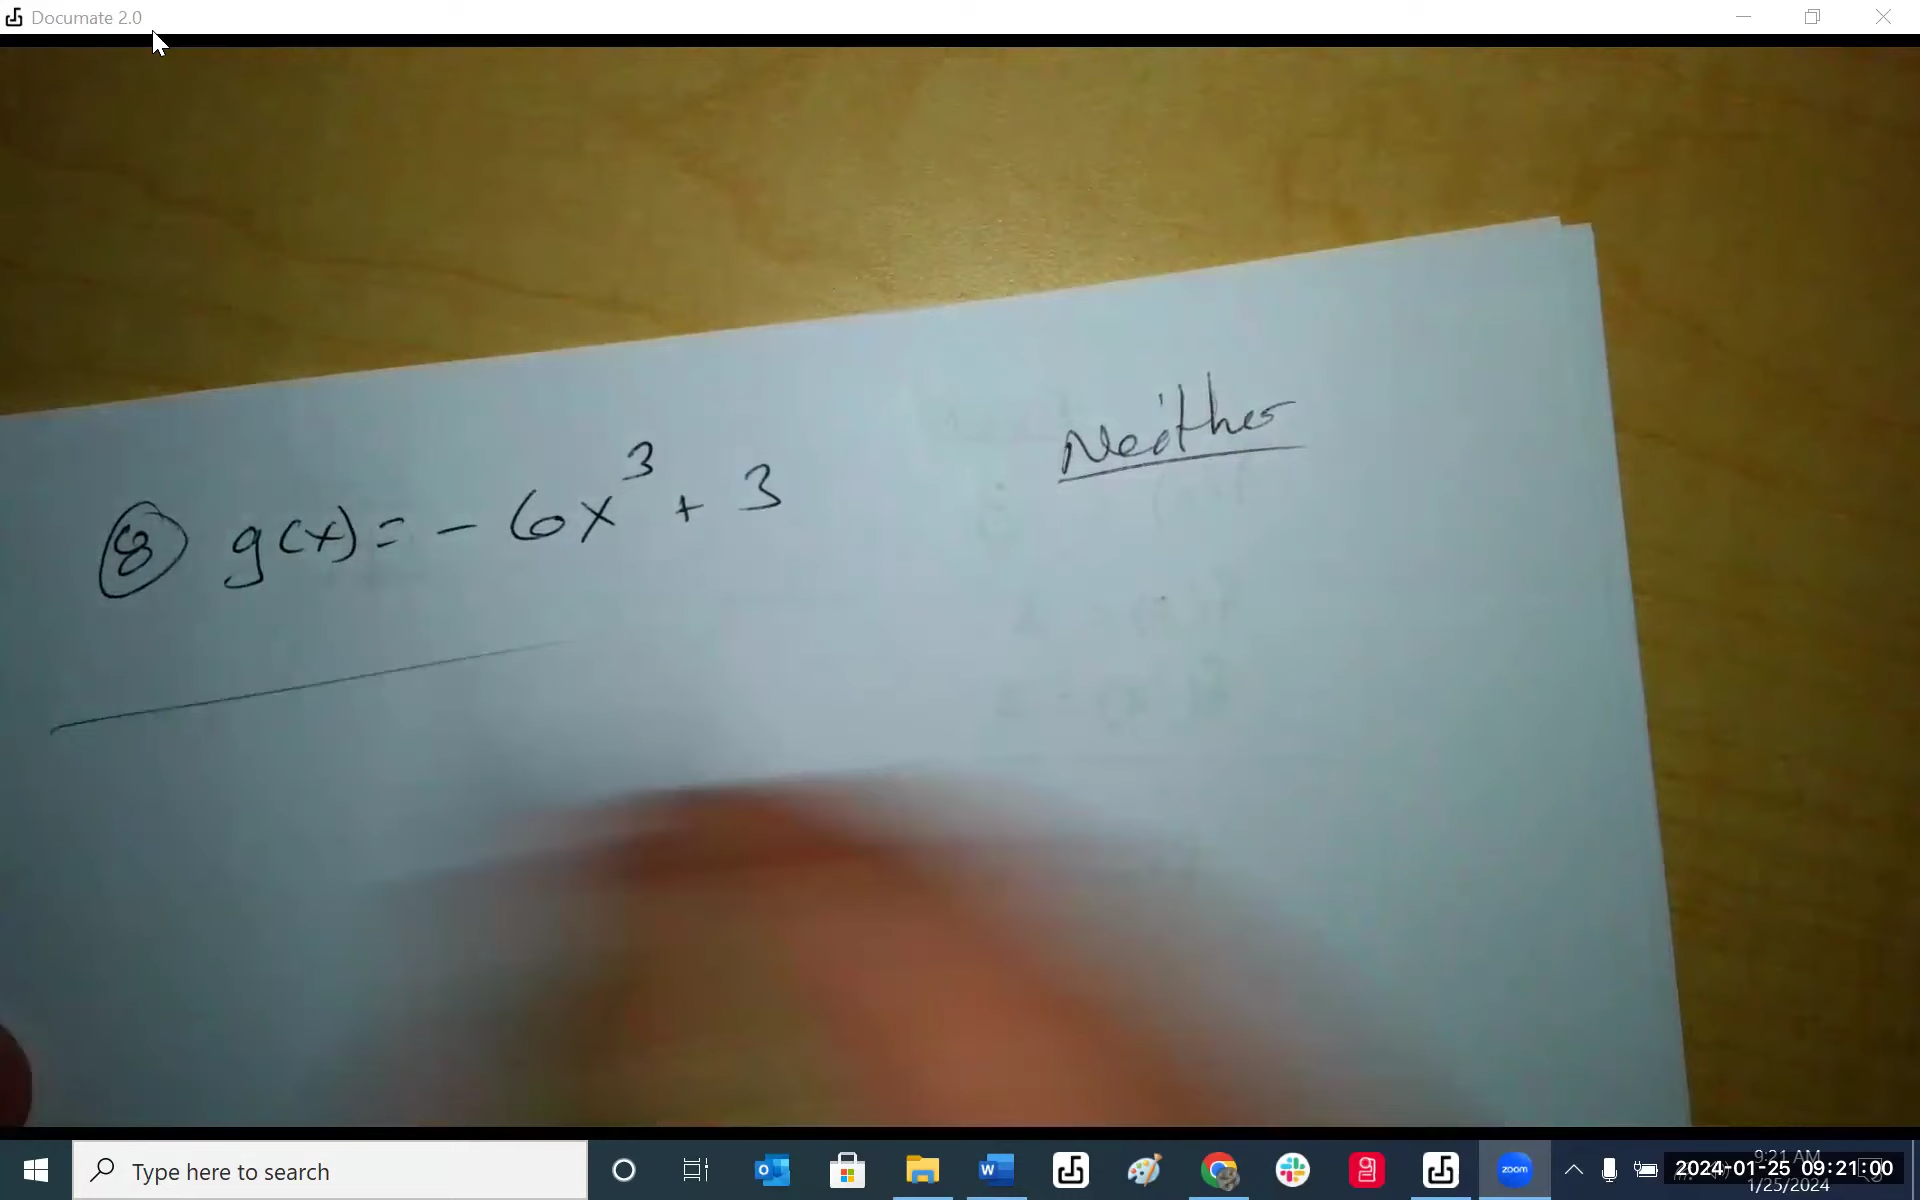 Documate 2.0
Neither
⑧ g(x) = - 6x³ + 3
Type here to search
zoom
9:21 AM
2024-01-25 09:21:00
1/25/2024